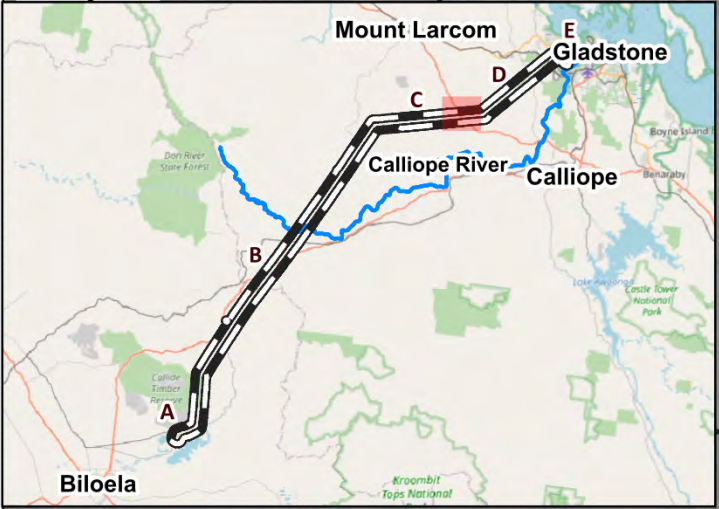 E
Mount Larcom
Gladstone
D
C
Boyne Island
Don River
State Forest
Calliope River
Calliope
Benaraby
B
Lake Awoonga
Castle Tower
National
Park
Callide
Timber
Reserve
A
Biloela
Kroombit
Tops National